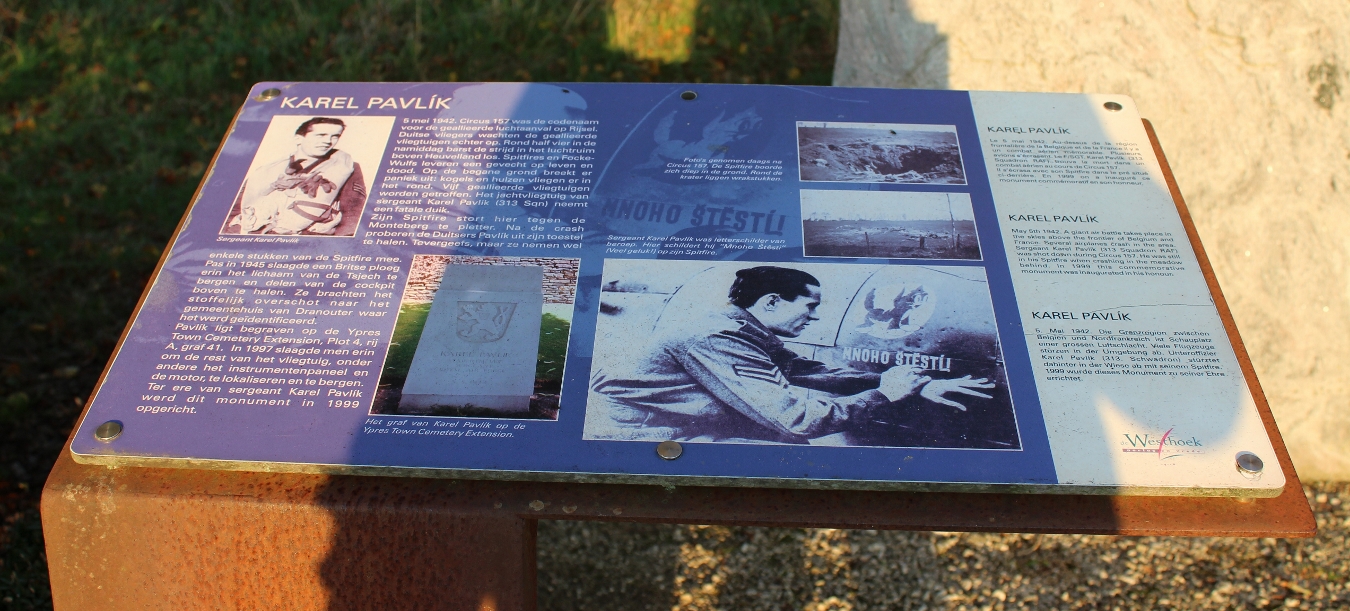 KAREL PAVLÍK
5 mei 1942. Circus 157 was de codenaam
voor de geallieerde luchtaanval op Rijsel.
Duitse vliegers wachten de geallieerde
vliegtuigen echter op. Rond half vier in de
namiddag barst de strijd in het luchtruim
boven Heuvelland los. Spitfires en Focke-
Wulfs leveren een gevecht op leven en
dood. Op de begane grond breekt er
paniek uit: kogels en hulzen vliegen er in
het rond. Vijf geallieerde vliegtuigen
worden getroffen. Het jachtvliegtuig van
sergeant Karel Pavlík (313 Sqn) neemt
een fatale duik.
Zijn Spitfire stort hier tegen de
Monteberg te pletter. Na de crash
proberen de Duitsers Pavlík uit zijn toestel
te halen. Tevergeefs, maar ze nemen wel
Sergeant Karel Pavlík
enkele stukken van de Spitfire mee.
Pas in 1945 slaagde een Britse ploeg
erin het lichaam van de Tsjech te
bergen en delen van de cockpit
boven te halen. Ze brachten het
stoffelijk overschot naar het
gemeentehuis van Dranouter waar
het werd geïdentificeerd.
Pavlík ligt begraven op de Ypres
Town Cemetery Extension, Plot 4, rij
A, graf 41. In 1997 slaagde men erin
om de rest van het vliegtuig, onder
andere het instrumentenpaneel en
de motor, te lokaliseren en te bergen.
Ter ere van sergeant Karel Pavlík
werd dit monument in 1999
opgericht.
KAREL PAVLÍK
Het graf van Karel Pavlík op de
Ypres Town Cemetery Extension.
Foto's genomen daags na
Circus 157. De Spitfire boorde
zich diep in de grond. Rond de
krater liggen wrakstukken.
MNOHO ŠTĚSTÍ
Sergeant Karel Pavlík was letterschilder van
beroep. Hier schildert hij "Mnoho Štěstí"
(Veel geluk) op zijn Spitfire.
MNOHO ŠTĚSTÍ
KAREL PAVLÍK
Le 5 mai 1942. Au-dessus de la région
monument commémoratif en son honneur.
KAREL PAVLÍK
May 5th 1942. A giant air battle takes place in
the skies above the frontier of Belgium and
France. Several airplanes crash in the area.
Sergeant Karel Pavlík (313 Squadron RAF)
was shot down during Circus 157. He was still
in his Spitfire when crashing in the meadow
behind. In 1999 this commemorative
monument was inaugurated in his honour.
KAREL PAVLÍK
5. Mai 1942. Die Grenzregion zwischen
Belgien und Nordfrankreich ist Schauplatz
einer grossen Luftschlacht. Viele Flugzeuge
stürzen in der Umgebung ab. Unteroffizier
Karel Pavlík (313. Schwadron) stürztet
dahinter in der Wiese ab mit seinem Spitfire.
1999 wurde dieses Monument zu seiner Ehre
errichtet.
Westhoek